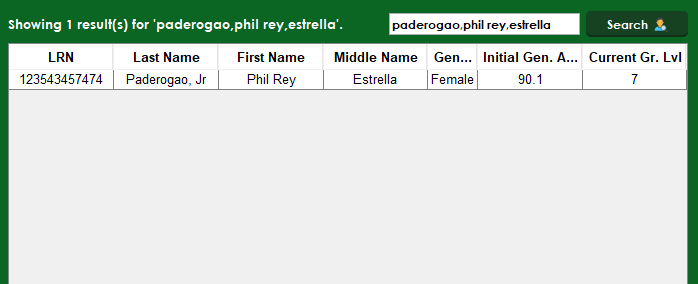 Showing 1 result(s) for 'paderogao,phil rey,estrella'. paderogao,phil rey,estrella Search
LRN Last Name First Name Middle Name Gen... Initial Gen. A... Current Gr. Lvl
123543457474 Paderogao, Jr Phil Rey Estrella Female 90.1 7